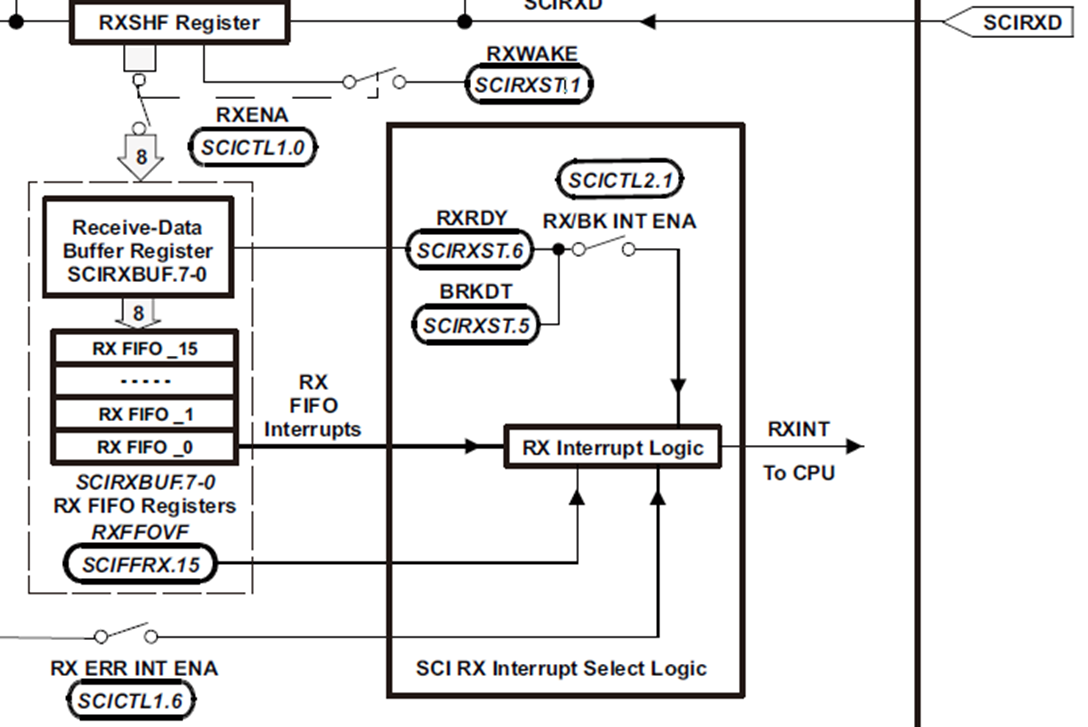 SCIRXD
RXSHF Register
SCIRXD
RXWAKE
SCIRXST.1
RXENA
SCICTL1.0
8
SCICTL2.1
Receive-Data
Buffer Register
SCIRXBUF.7-0
RXRDY
RX/BK INT ENA
SCIRXST.6
BRKDT
SCIRXST.5
8
RX FIFO _15
-----
RX FIFO _1
RX FIFO _0
RX
FIFO
Interrupts
RX Interrupt Logic
RXINT
To CPU
SCIRXBUF.7-0
RX FIFO Registers
RXFFOVF
SCIFFRX.15
RX ERR INT ENA
SCICTL1.6
SCI RX Interrupt Select Logic